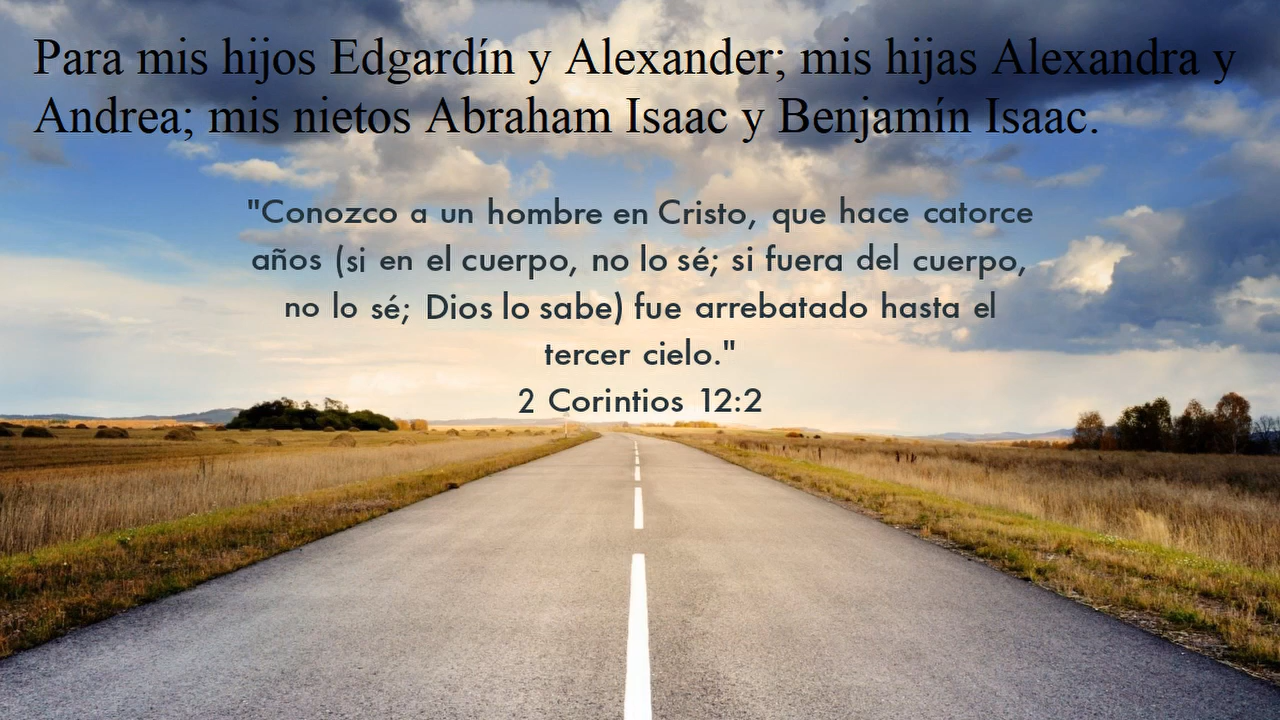 Para mis hijos Edgardín y Alexander; mis hijas Alexandra y
Andrea; mis nietos Abraham Isaac y Benjamín Isaac.
"Conozco a un hombre en Cristo, que hace catorce
años (si en el cuerpo, no lo sé; si fuera del cuerpo,
no lo sé; Dios lo sabe) fue arrebatado hasta el
tercer cielo."
2 Corintios 12:2